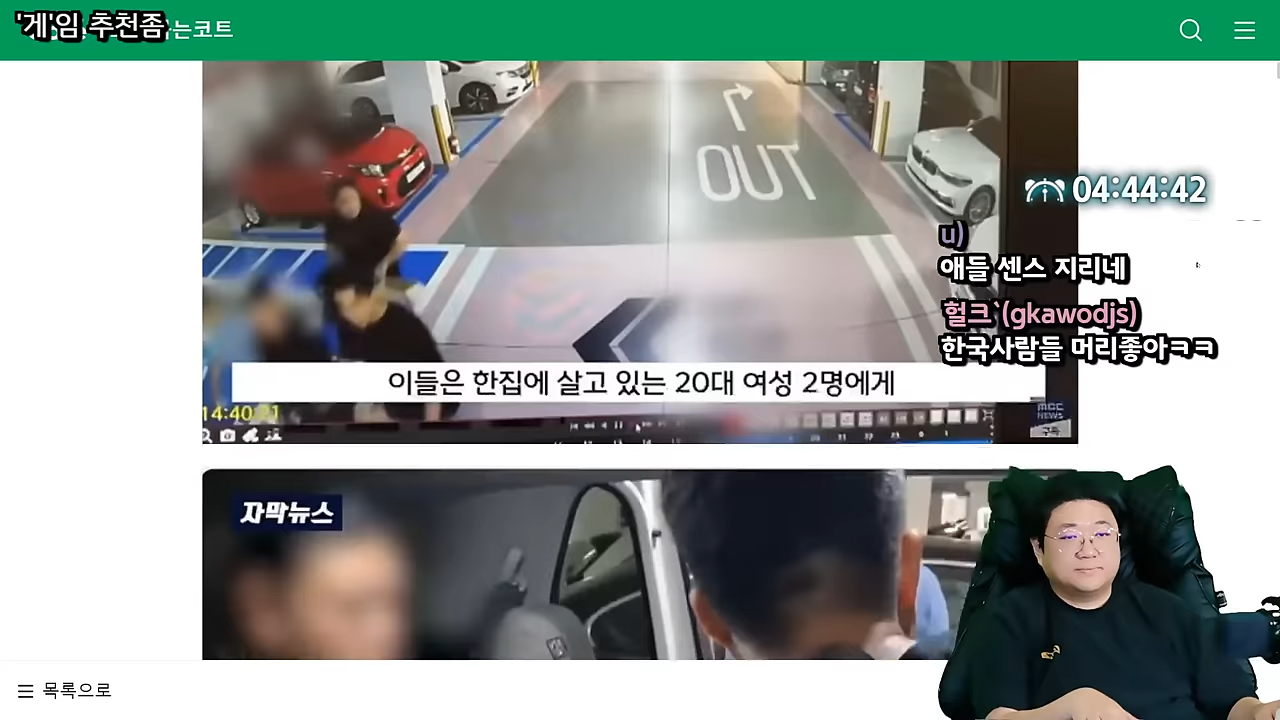 '게'임 추천좀
는코트
OUT
04:44:42
u)
애들 센스 지리네
헐크`(gkawodjs)
한국사람들 머리좋아ㅋㅋ
이들은 한집에 살고 있는 20대 여성 2명에게
14:40:21
MBC
NEWS
구독
자막뉴스
목록으로